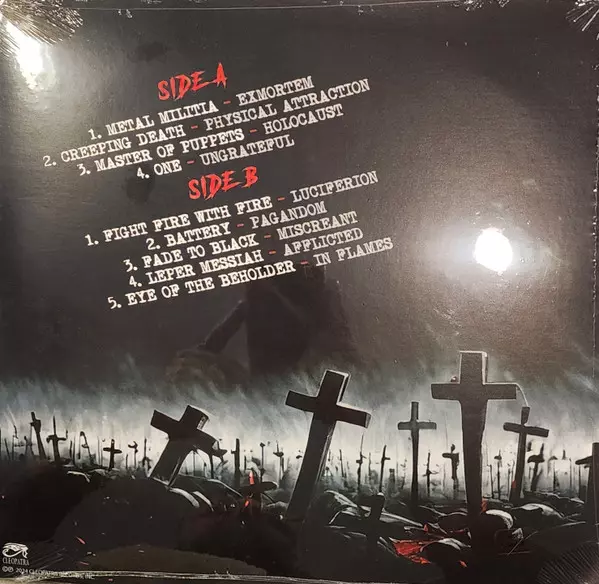 SIDE A
1. METAL MILITIA - EXMORTEM
2. CREEPING DEATH - PHYSICAL ATTRACTION
3. MASTER OF PUPPETS - HOLOCAUST
4. ONE - UNGRATEFUL
SIDE B
1. FIGHT FIRE WITH FIRE - LUCIFERION
2. BATTERY - PAGANDOM
3. FADE TO BLACK - MISCREANT
4. LEPER MESSIAH - AFFLICTED
5. EYE OF THE BEHOLDER - IN FLAMES
CLEOPATRA
2024 CLEOPATRA